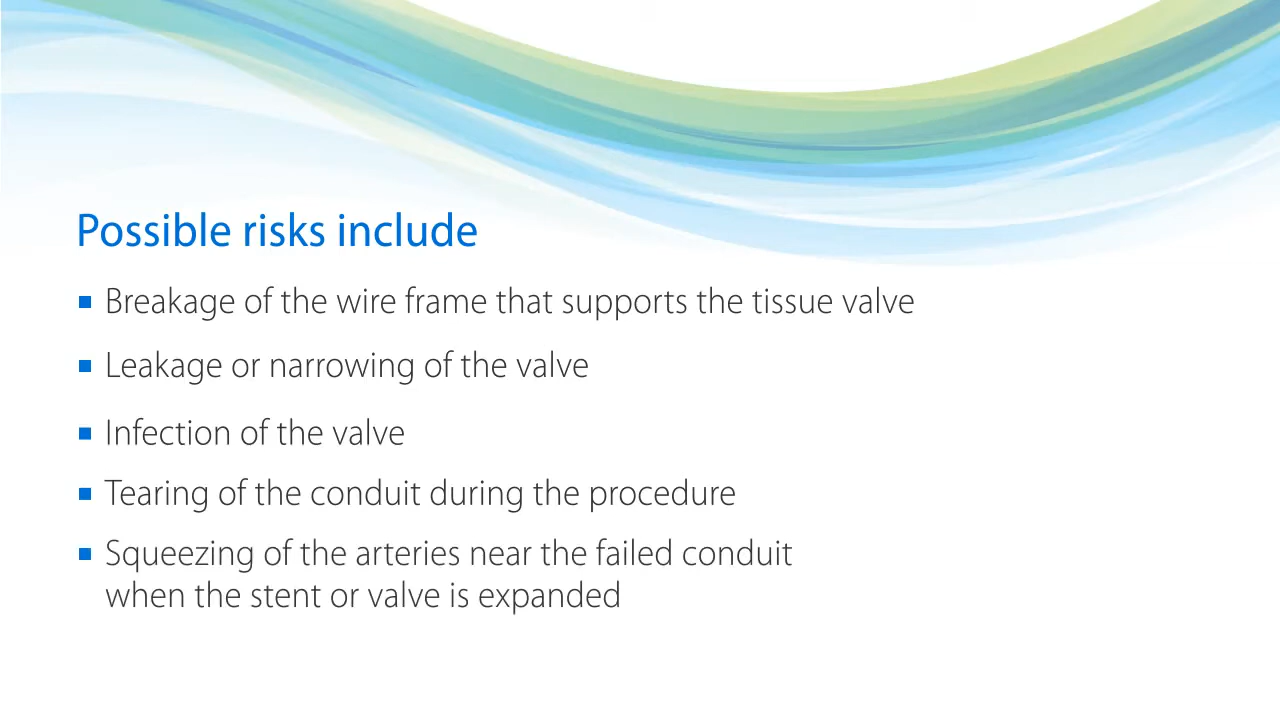 Possible risks include
Breakage of the wire frame that supports the tissue valve
Leakage or narrowing of the valve
Infection of the valve
Tearing of the conduit during the procedure
Squeezing of the arteries near the failed conduit
when the stent or valve is expanded